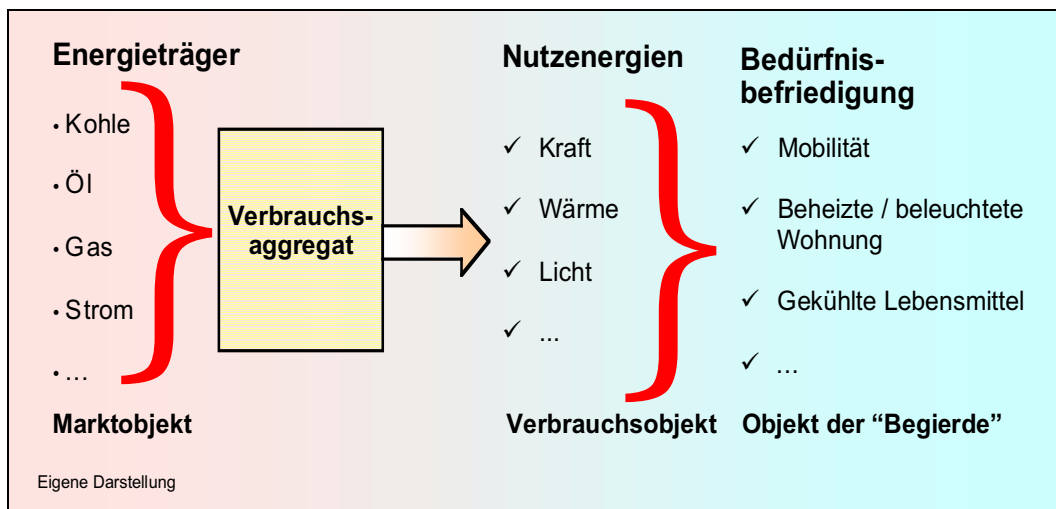 Energieträger
• Kohle
• Öl
• Gas
• Strom
• ...
Marktobjekt
Verbrauchs-
aggregat
Nutzenergien
✓ Kraft
✓ Wärme
✓ Licht
✓ ...
Verbrauchsobjekt
Bedürfnis-
befriedigung
✓ Mobilität
✓ Beheizte / beleuchtete
Wohnung
✓ Gekühlte Lebensmittel
✓ ...
Objekt der “Begierde”
Eigene Darstellung